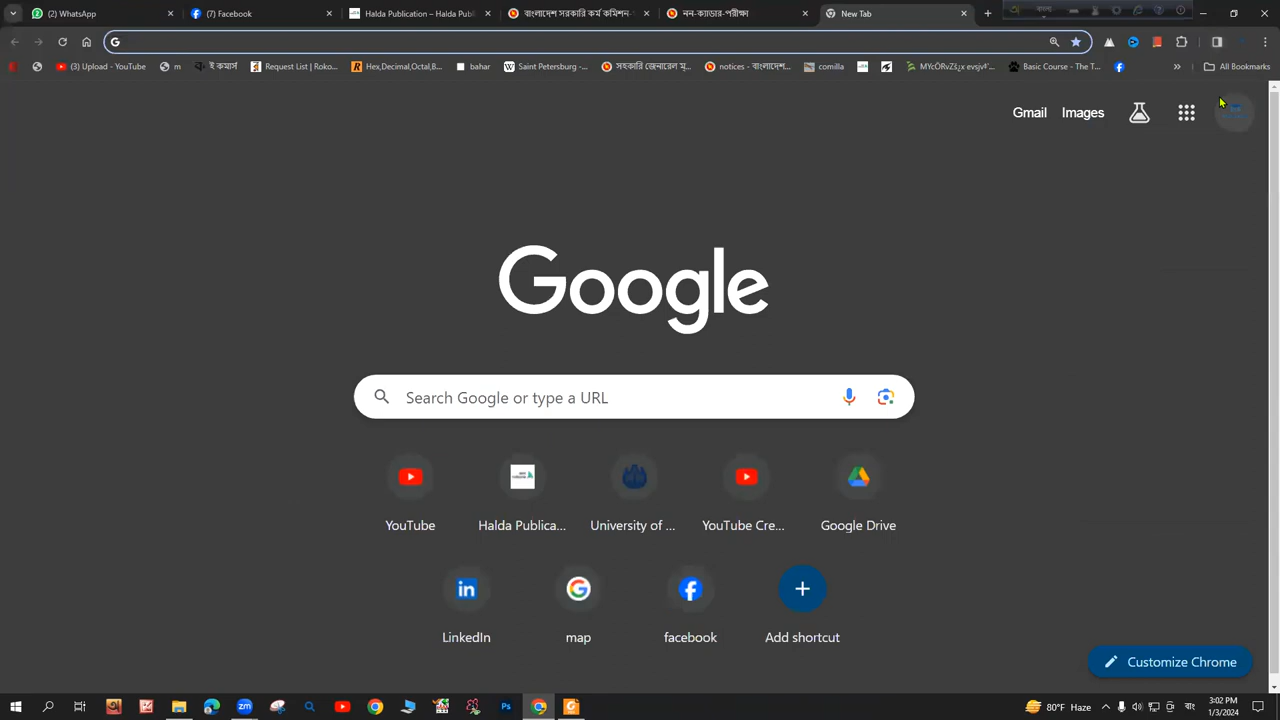 (2) WhatsApp
(7) Facebook
Halda Publication – Halda Publ
বাংলাদেশ সরকারি কর্ম কমিশন-
নন-ক্যাডার-পরীক্ষা
New Tab
(3) Upload - YouTube
m
ই কমার্স
Request List | Roko...
Hex,Decimal,Octal,B...
bahar
Saint Petersburg -...
সহকারি জেনারেল ম্...
notices - বাংলাদেশ...
comilla
Basic Course - The T...
»
All Bookmarks
Gmail
Images
Google
Search Google or type a URL
YouTube
Halda Publica...
University of ...
YouTube Cre...
Google Drive
LinkedIn
map
facebook
Add shortcut
Customize Chrome
80°F Haze
3:02 PM
1/3/2024